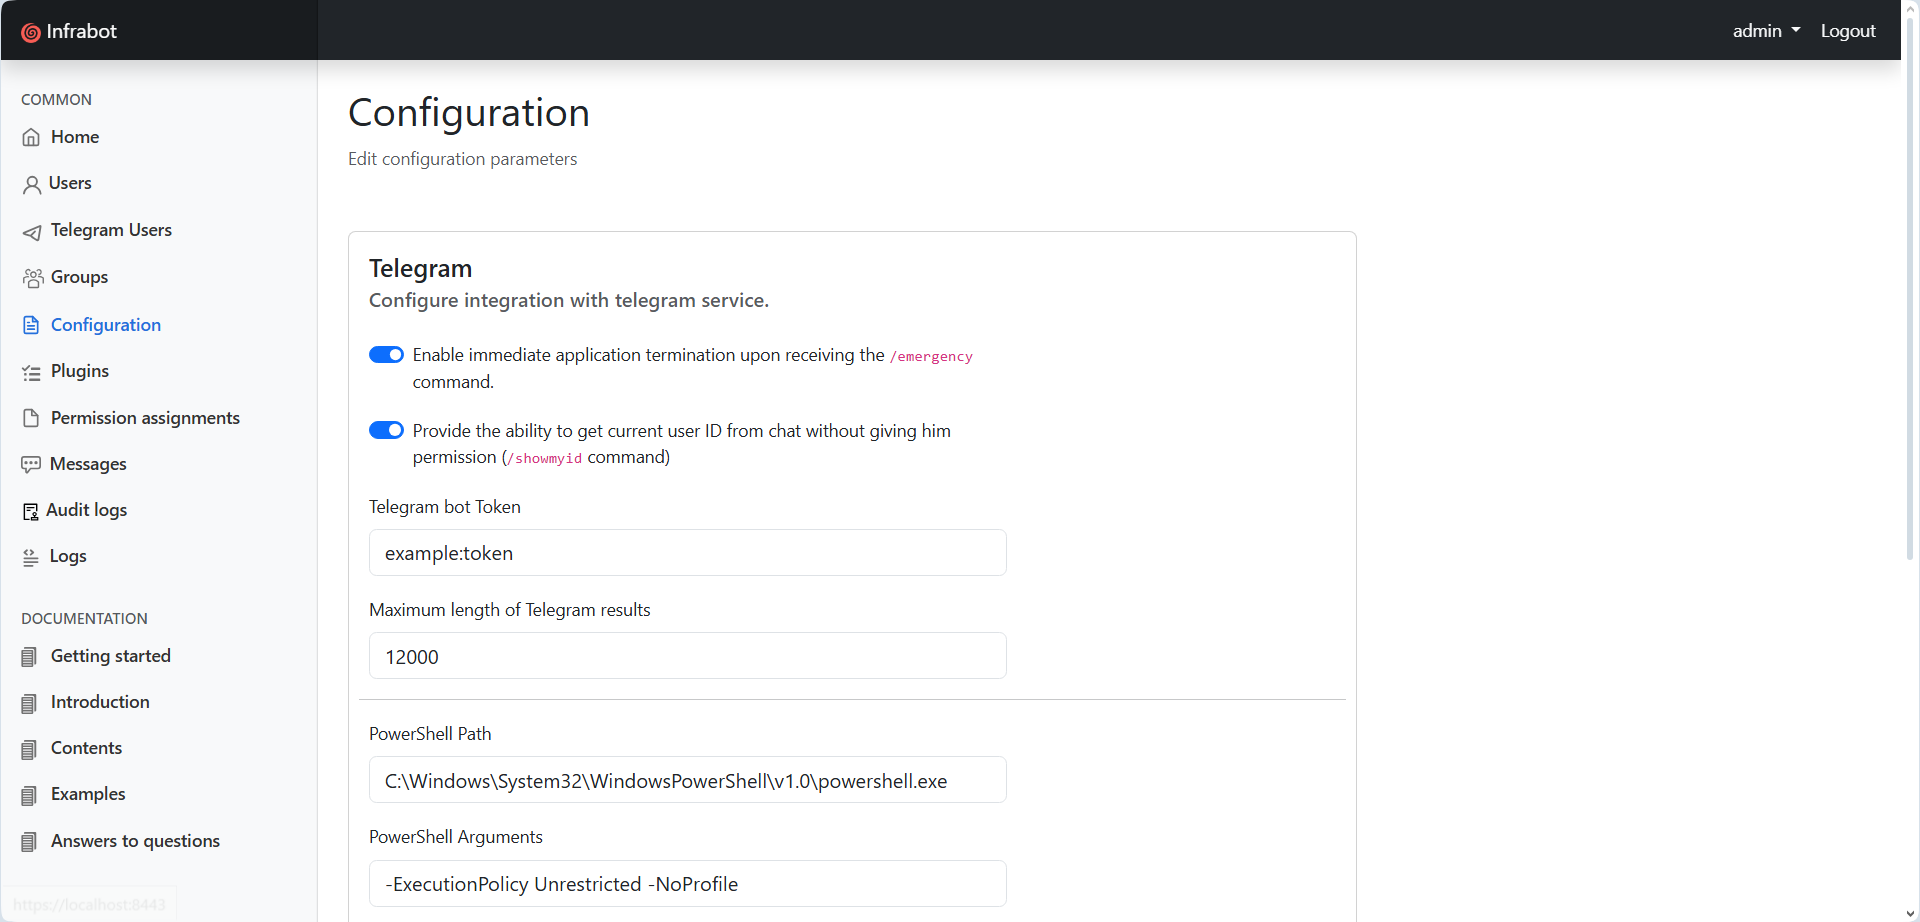 Infrabot
admin
Logout
COMMON
Home
Users
Telegram Users
Groups
Configuration
Plugins
Permission assignments
Messages
Audit logs
Logs
DOCUMENTATION
Getting started
Introduction
Contents
Examples
Answers to questions
https://localhost:8443
Configuration
Edit configuration parameters
Telegram
Configure integration with telegram service.
Enable immediate application termination upon receiving the /emergency
command.
Provide the ability to get current user ID from chat without giving him
permission (/showmyid command)
Telegram bot Token
example:token
Maximum length of Telegram results
12000
PowerShell Path
C:\Windows\System32\WindowsPowerShell\v1.0\powershell.exe
PowerShell Arguments
-ExecutionPolicy Unrestricted -NoProfile